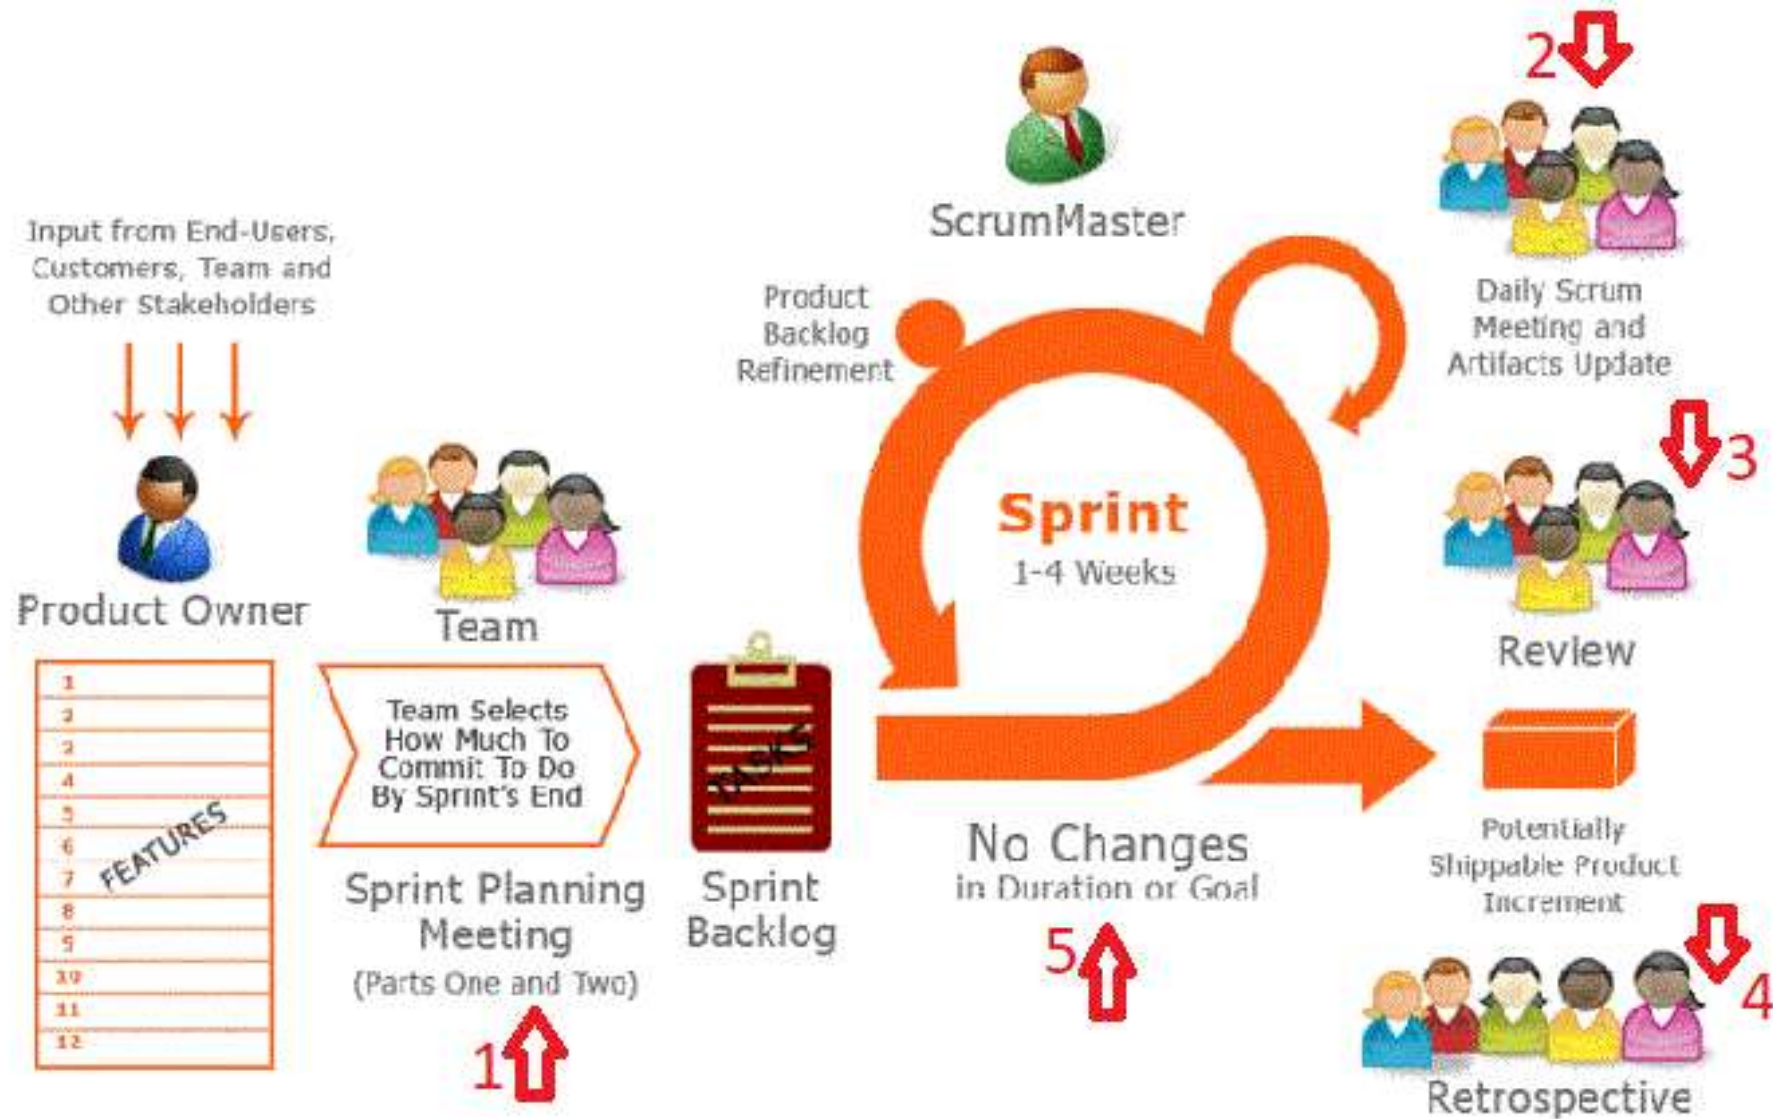 Input from End-Users,
Customers, Team and
Other Stakeholders
Product Owner
1
2
3
4
5
6
7
8
9
10
11
12
FEATURES
Team
Team Selects
How Much To
Commit To Do
By Sprint's End
Sprint Planning
Meeting
(Parts One and Two)
1
TASKS
Sprint
Backlog
ScrumMaster
Product
Backlog
Refinement
Sprint
1-4 Weeks
No Changes
in Duration or Goal
5
2
Daily Scrum
Meeting and
Artifacts Update
3
Review
Potentially
Shippable Product
Increment
4
Retrospective